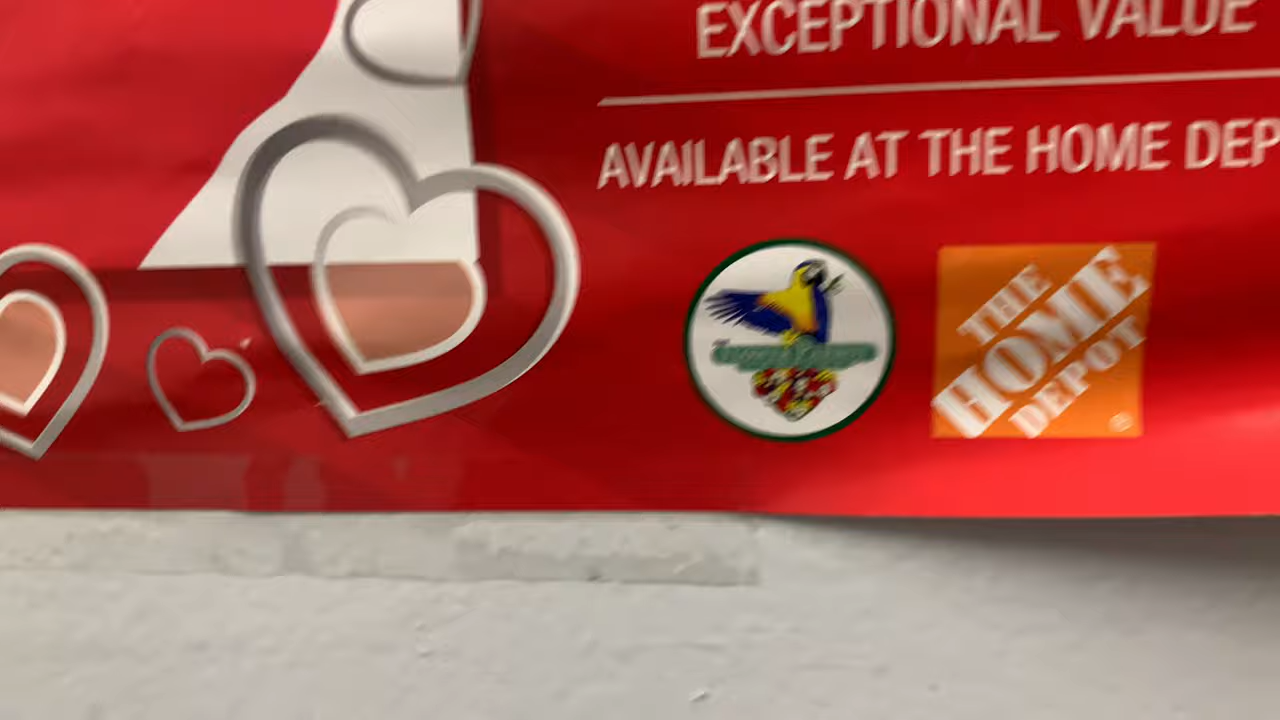 EXCEPTIONAL VALUE
AVAILABLE AT THE HOME DEP
THE
HOME
DEPOT